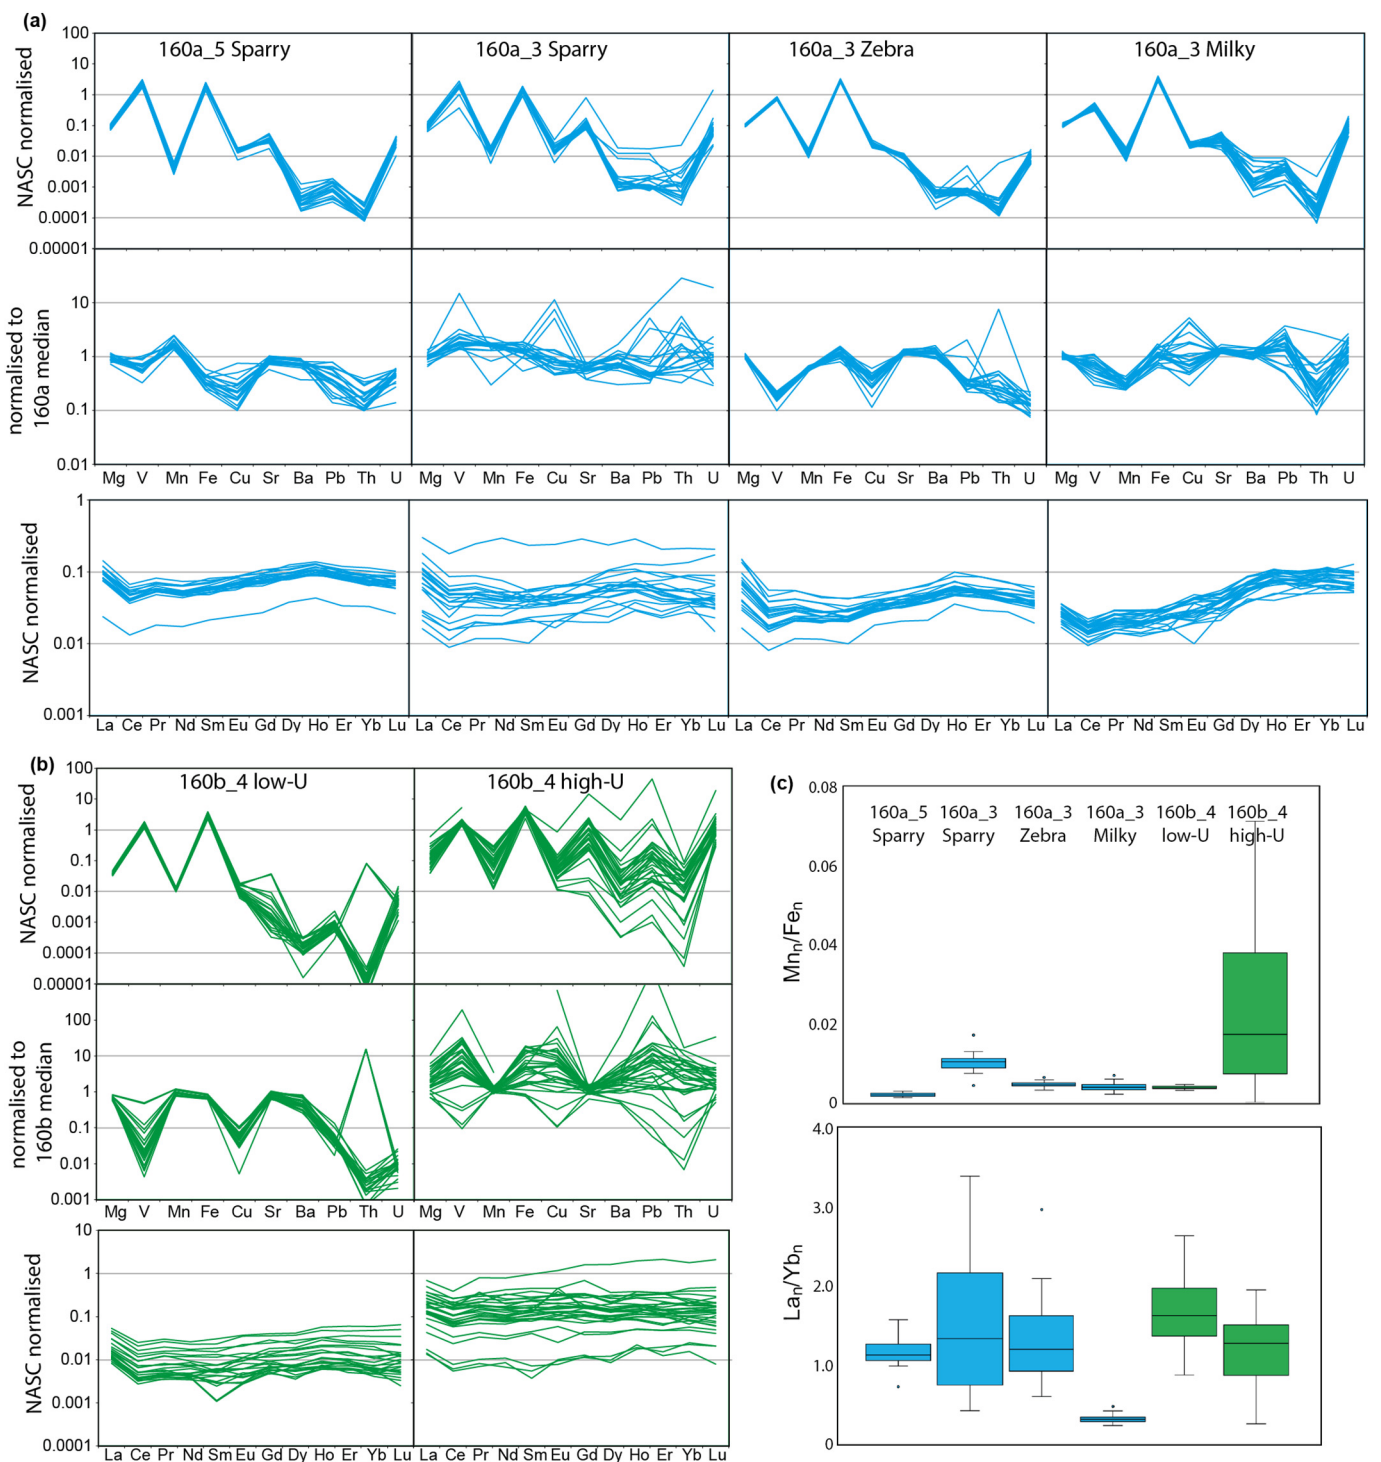 (a)
160a_5 Sparry 160a_3 Sparry 160a_3 Zebra 160a_3 Milky
NASC normalised
100
10
1
0.1
0.01
0.001
0.0001
0.00001
normalised to
160a median
10
1
0.1
0.01
Mg V Mn Fe Cu Sr Ba Pb Th U Mg V Mn Fe Cu Sr Ba Pb Th U Mg V Mn Fe Cu Sr Ba Pb Th U Mg V Mn Fe Cu Sr Ba Pb Th U
NASC normalised
1
0.1
0.01
0.001
La Ce Pr Nd Sm Eu Gd Dy Ho Er Yb Lu La Ce Pr Nd Sm Eu Gd Dy Ho Er Yb Lu La Ce Pr Nd Sm Eu Gd Dy Ho Er Yb Lu La Ce Pr Nd Sm Eu Gd Dy Ho Er Yb Lu
(b)
160b_4 low-U 160b_4 high-U
NASC normalised
100
10
1
0.1
0.01
0.001
0.0001
0.00001
normalised to
160b median
100
10
1
0.1
0.01
0.001
Mg V Mn Fe Cu Sr Ba Pb Th U Mg V Mn Fe Cu Sr Ba Pb Th U
NASC normalised
10
1
0.1
0.01
0.001
0.0001
La Ce Pr Nd Sm Eu Gd Dy Ho Er Yb Lu La Ce Pr Nd Sm Eu Gd Dy Ho Er Yb Lu
(c)
160a_5 160a_3 160a_3 160a_3 160b_4 160b_4
Sparry Sparry Zebra Milky low-U high-U
Mnn/Fen
0.08
0.06
0.04
0.02
0
Lan/Ybn
4.0
3.0
2.0
1.0
0